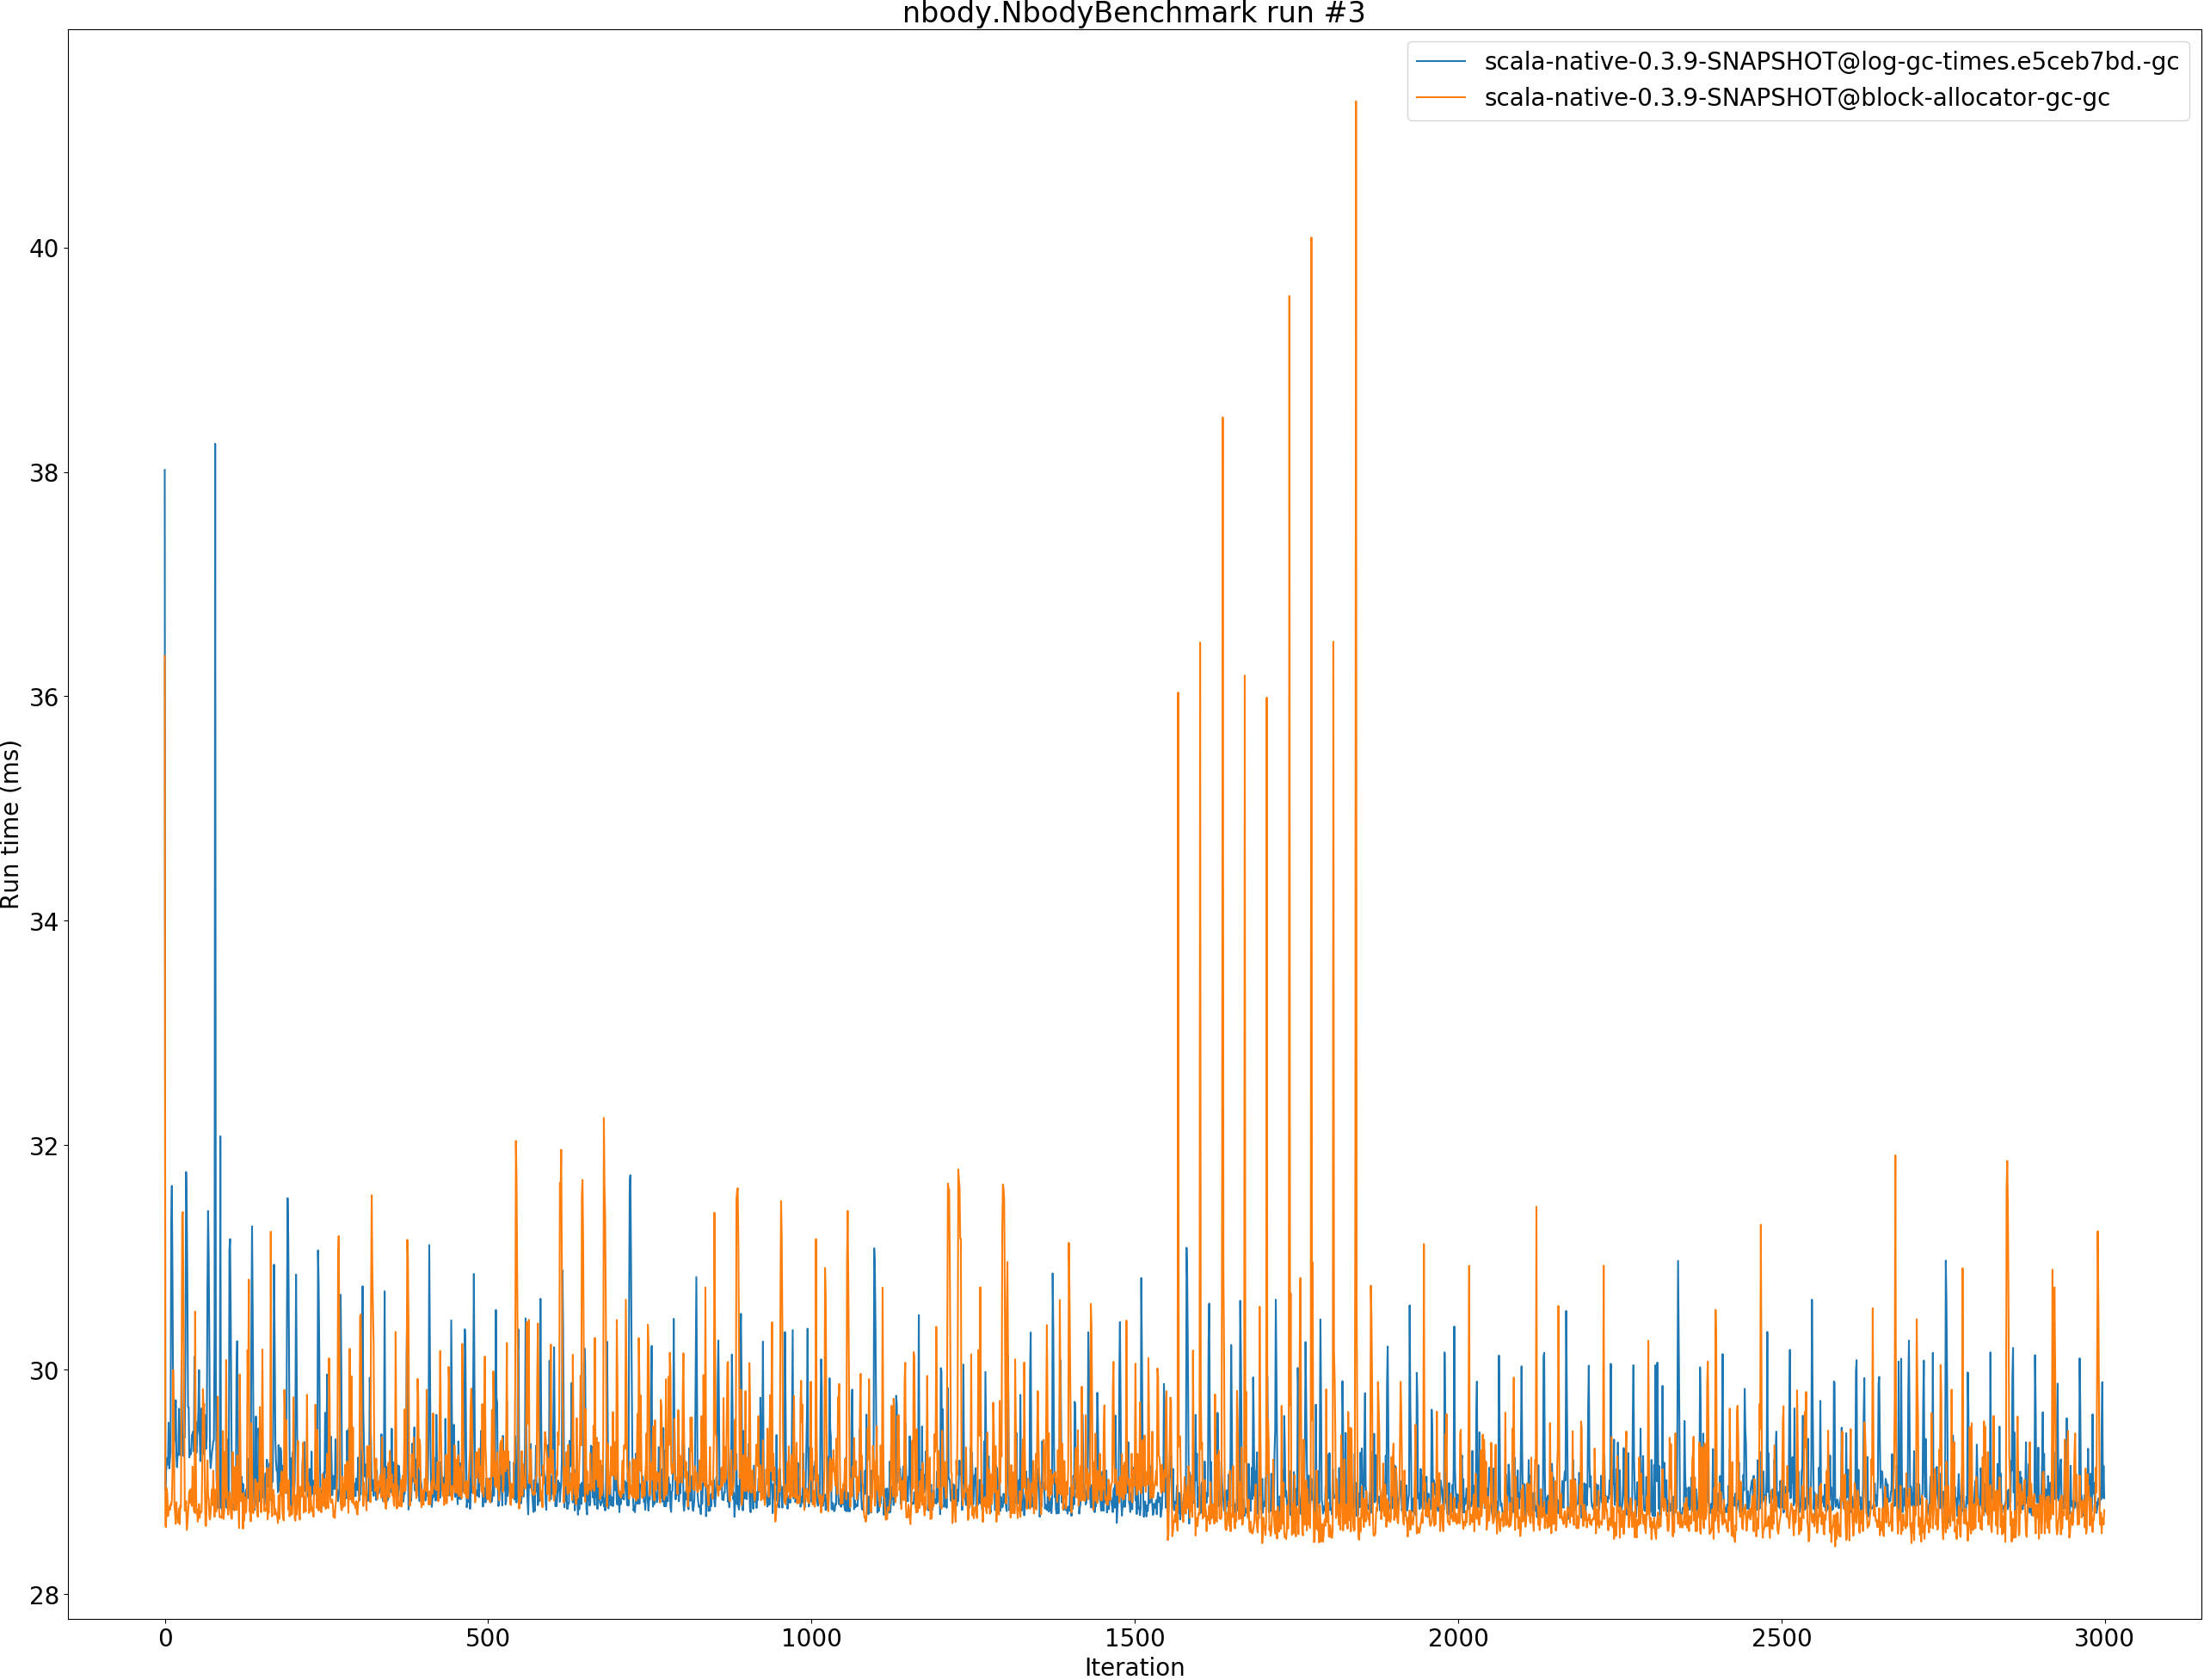 nbody.NbodyBenchmark run #3
scala-native-0.3.9-SNAPSHOT@log-gc-times.e5ceb7bd.-gc
scala-native-0.3.9-SNAPSHOT@block-allocator-gc-gc
Run time (ms)
40
38
36
34
32
30
28
0 500 1000 1500 2000 2500 3000
Iteration